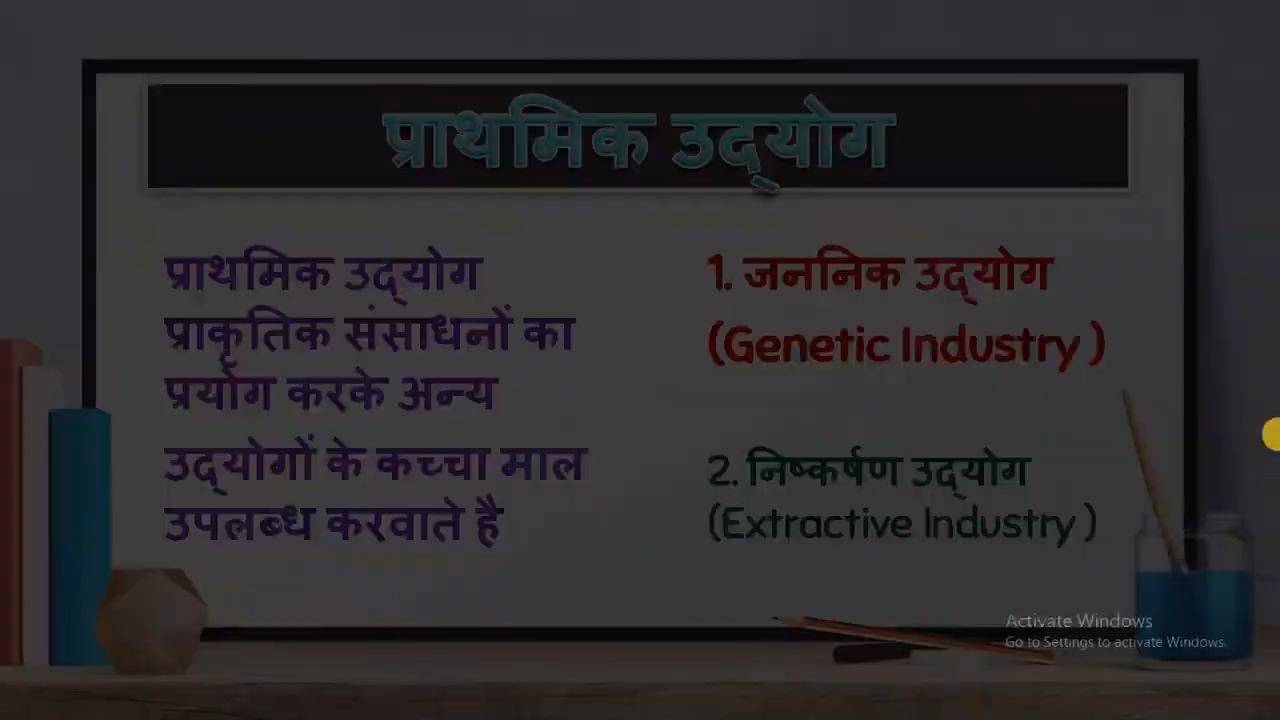 प्राथमिक उद्योग
प्राथमिक उद्योग
प्राकृतिक संसाधनों का
प्रयोग करके अन्य
उद्योगों के कच्चा माल
उपलब्ध करवाते है
1. जननिक उद्योग
(Genetic Industry )
2. निष्कर्षण उद्योग
(Extractive Industry )
Activate Windows
Go to Settings to activate Windows.